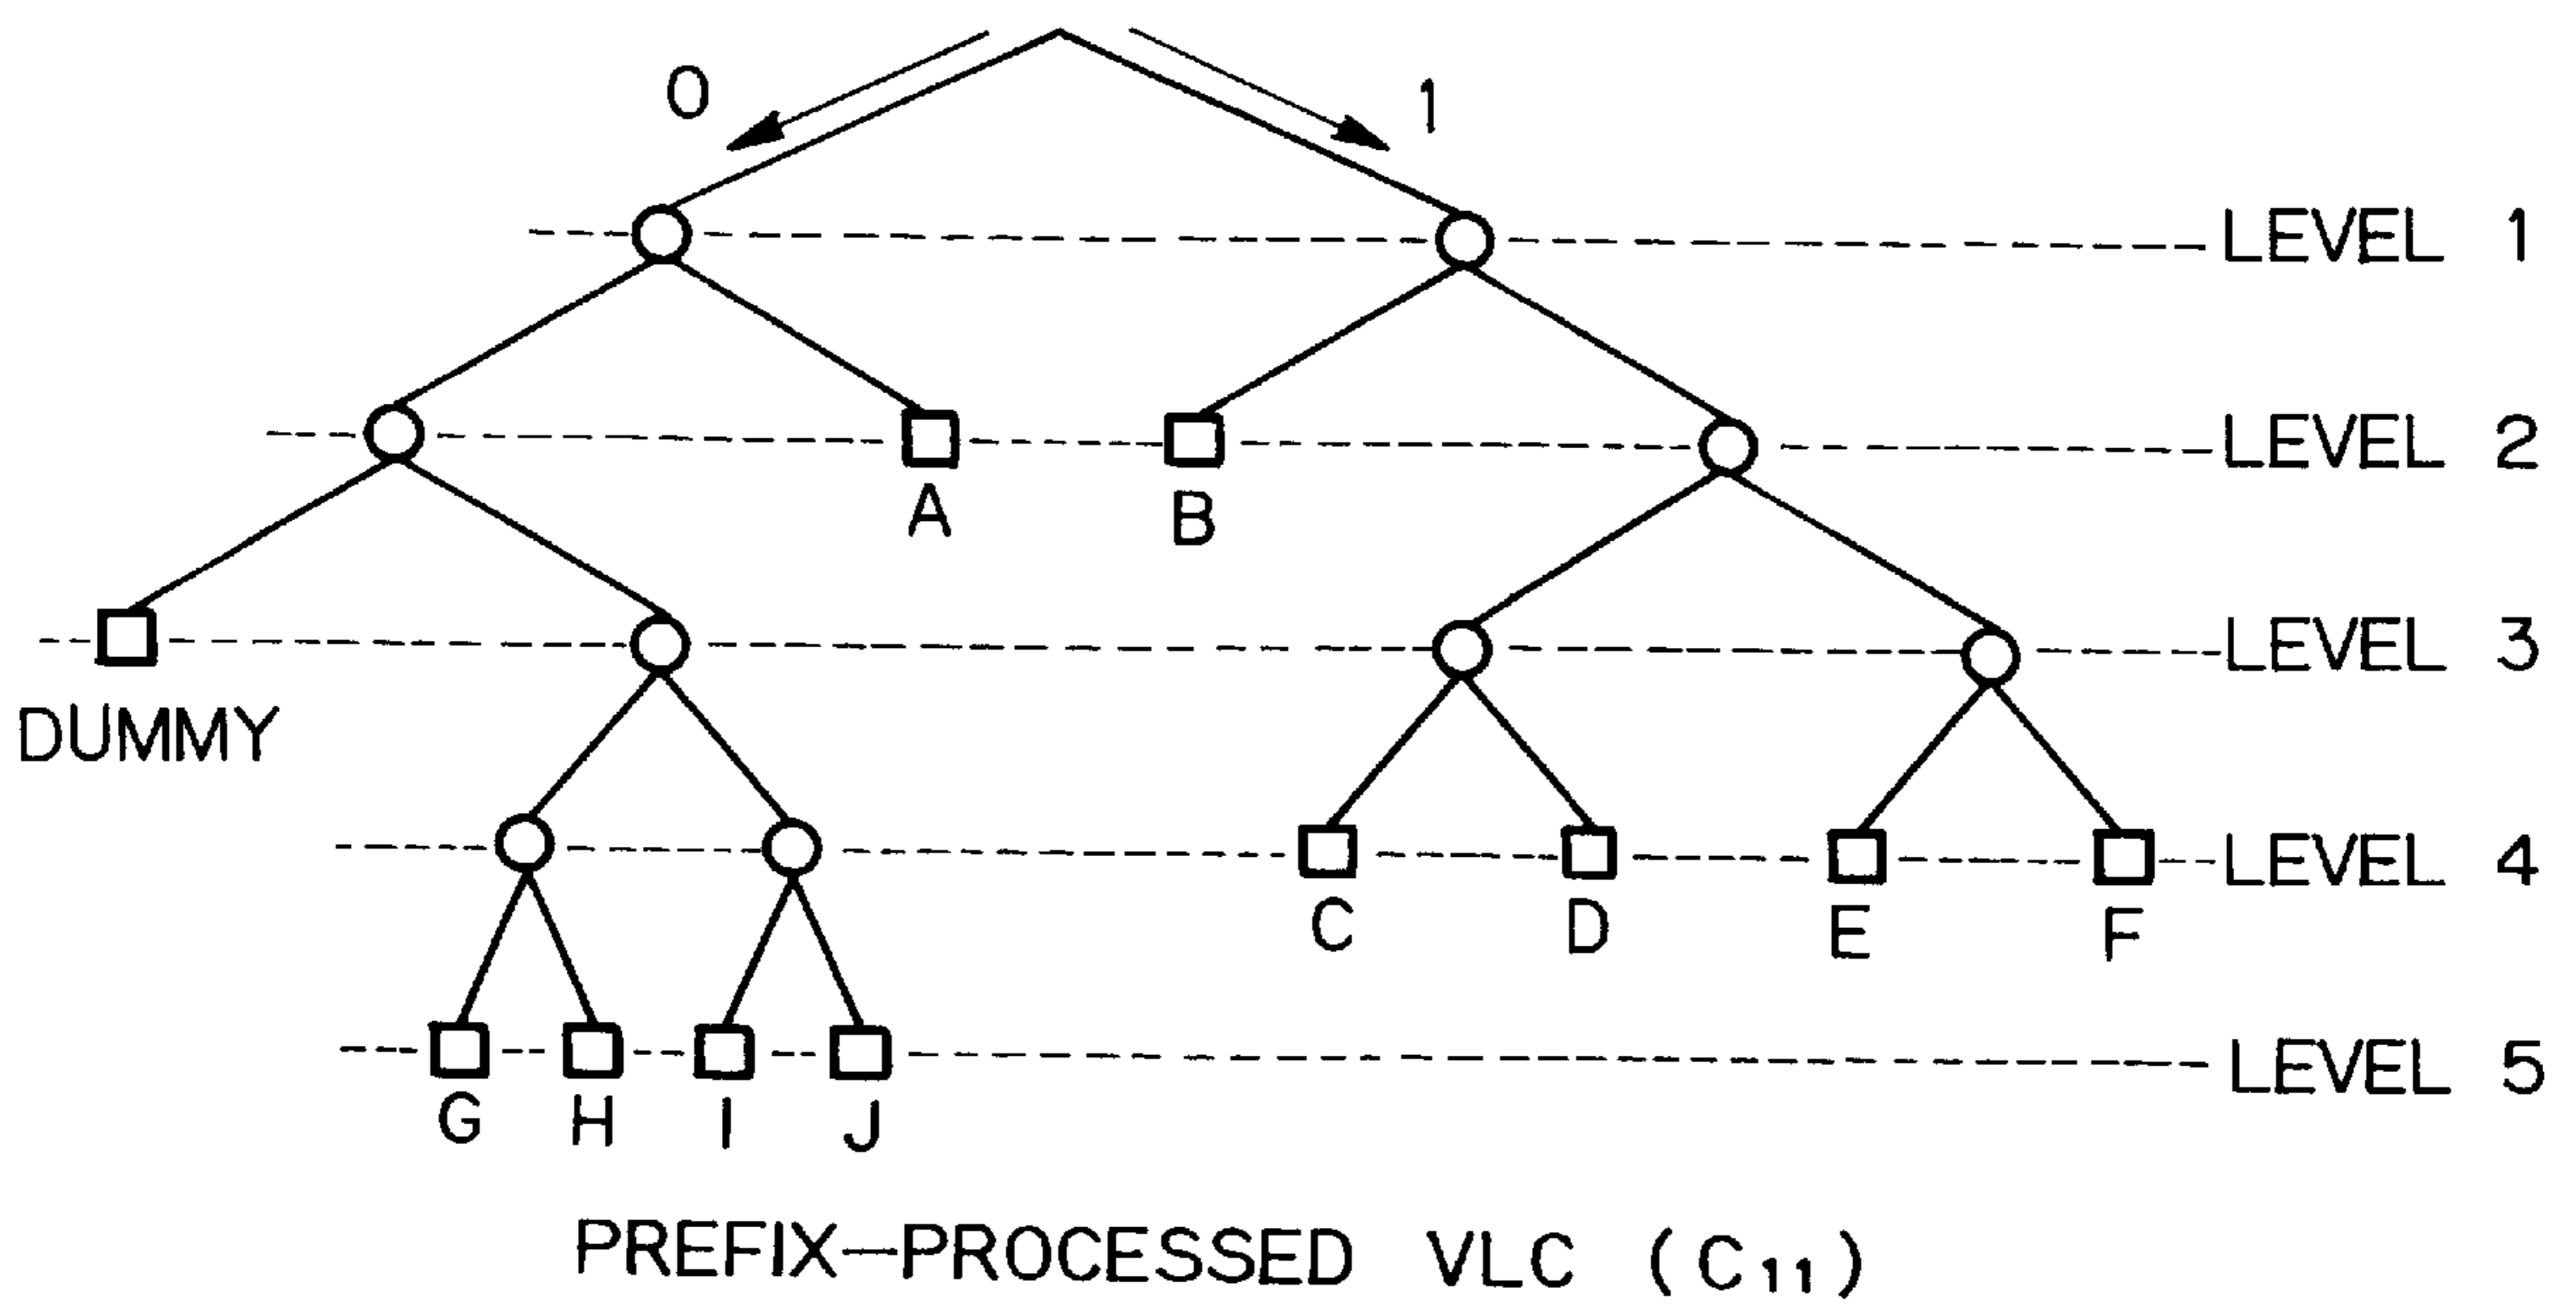 0
1
LEVEL 1
LEVEL 2
A
B
LEVEL 3
DUMMY
LEVEL 4
C
D
E
F
LEVEL 5
G
H
I
J
PREFIX—PROCESSED VLC (C₁₁)